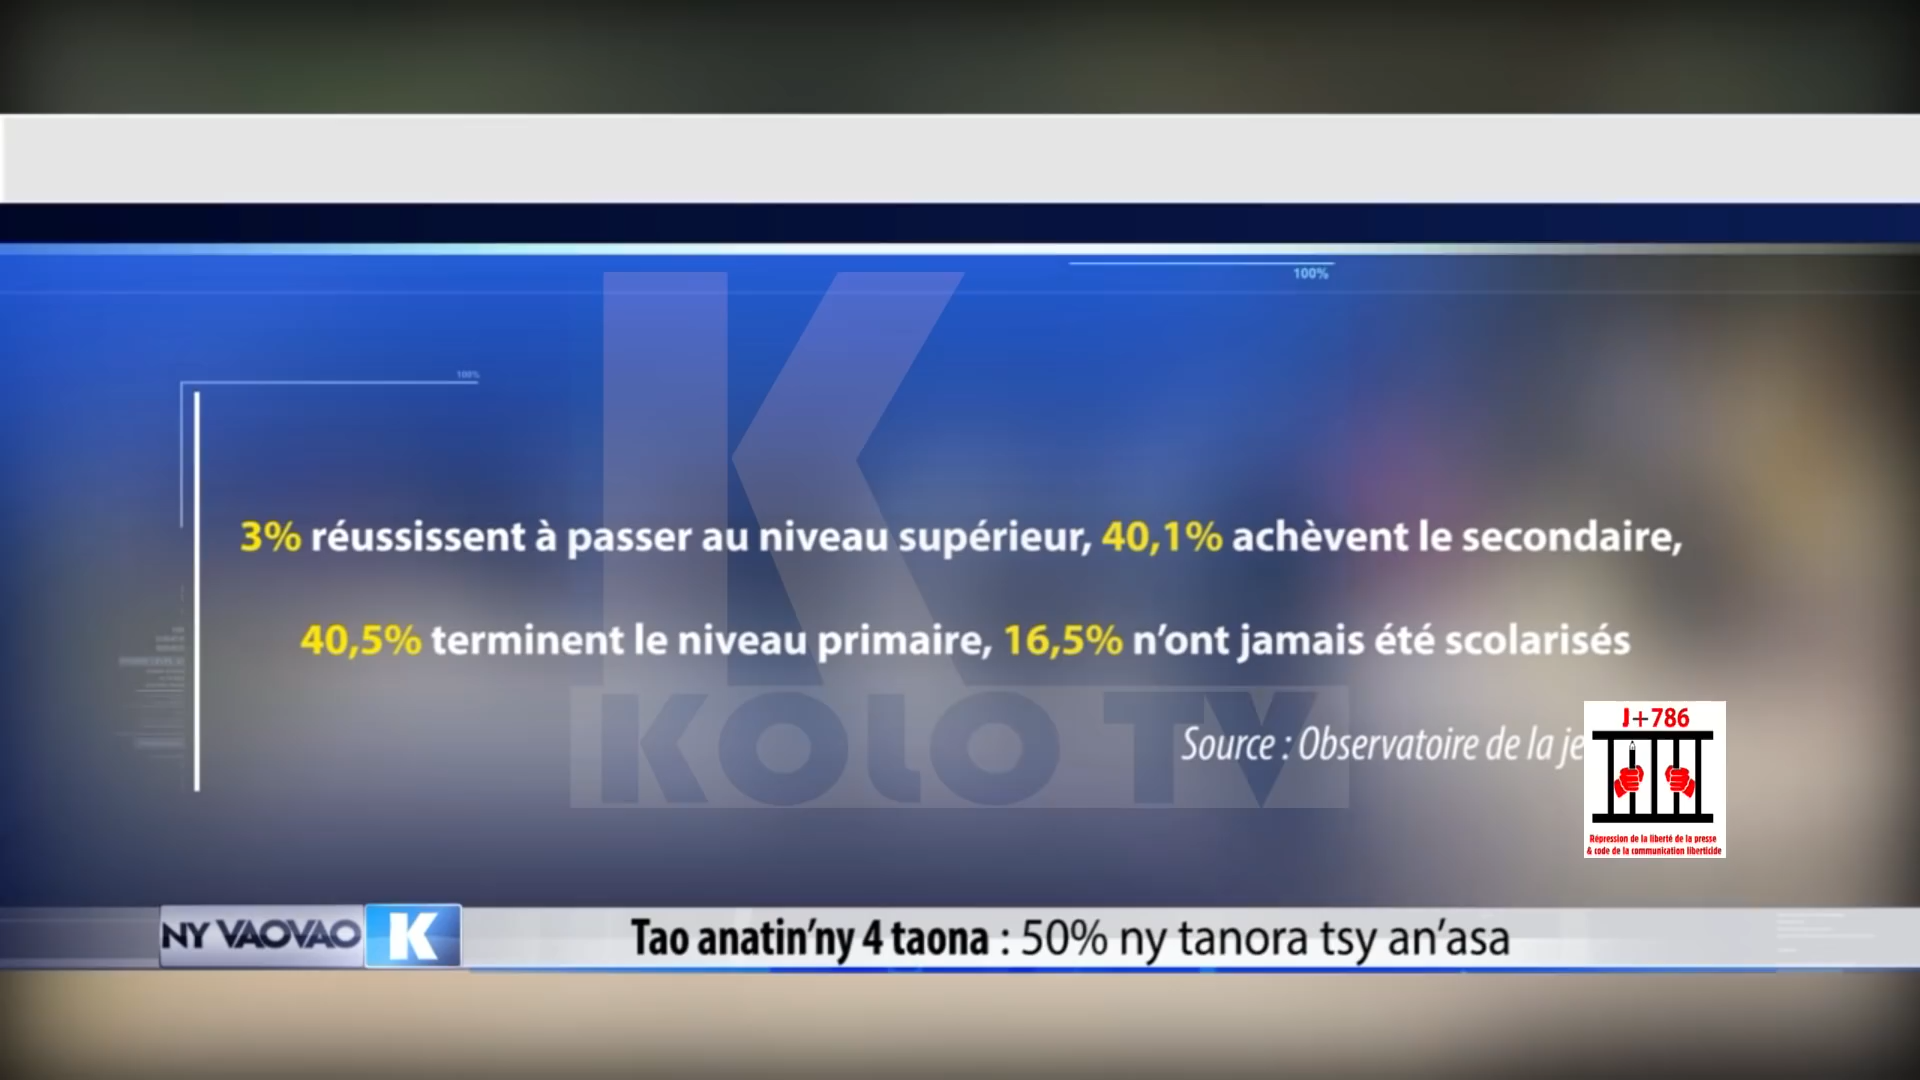 100%
100%
3% réussissent à passer au niveau supérieur, 40,1% achèvent le secondaire,
40,5% terminent le niveau primaire, 16,5% n’ont jamais été scolarisés
K
KOLO TV
Source : Observatoire de la je
J+786
Répression de la liberté de la presse
& code de la communication liberticide
NY VAOVAO K
Tao anatin’ny 4 taona : 50% ny tanora tsy an’asa